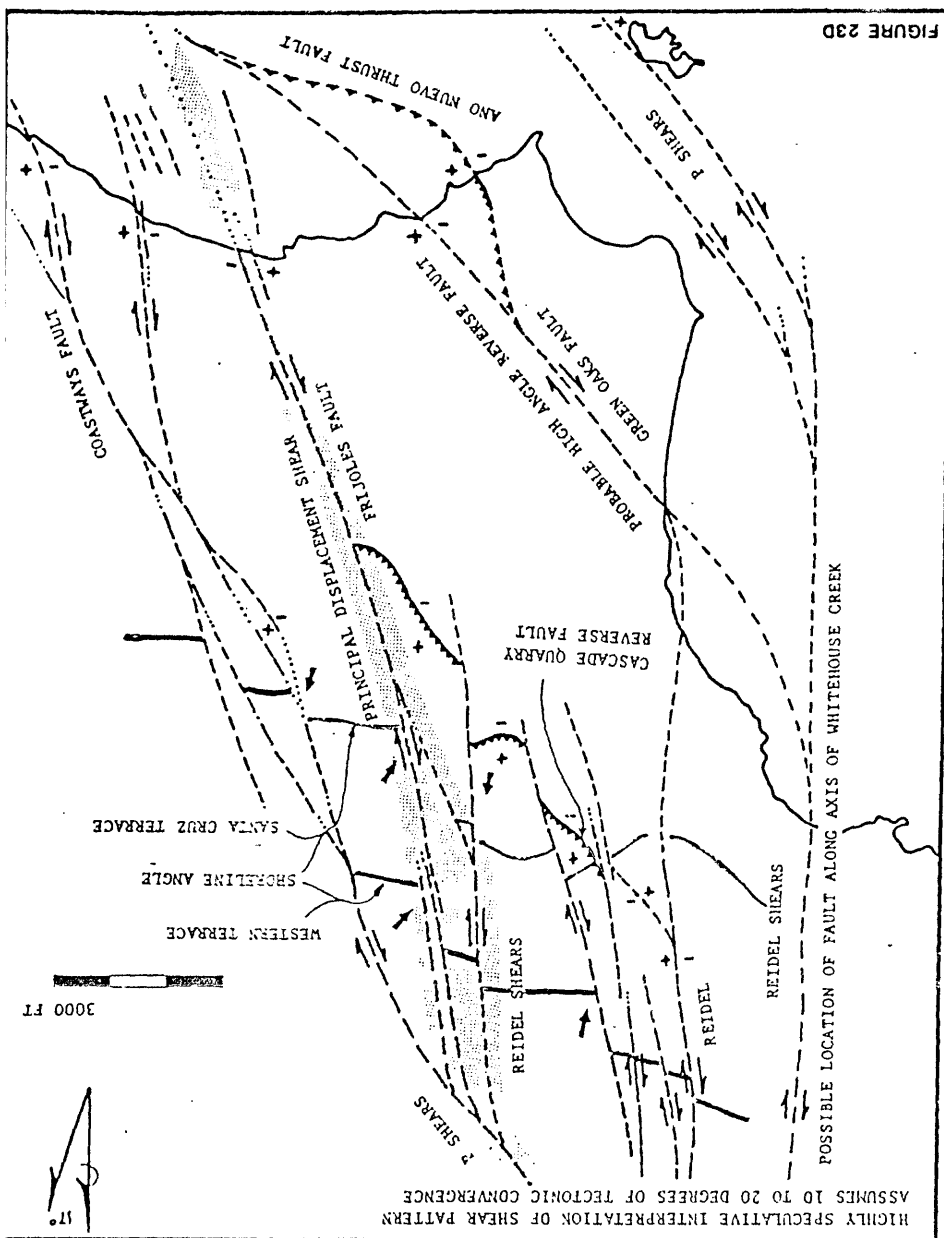 HIGHLY SPECULATIVE INTERPRETATION OF SHEAR PATTERN
ASSUMES 10 TO 20 DEGREES OF TECTONIC CONVERGENCE
17°
3000 FT
POSSIBLE LOCATION OF FAULT ALONG AXIS OF WHITEHOUSE CREEK
REIDEL SHEARS
REIDEL
REIDEL SHEARS
P SHEARS
WESTERN TERRACE
SHORELINE ANGLE
SANTA CRUZ TERRACE
CASCADE QUARRY
REVERSE FAULT
PRINCIPAL DISPLACEMENT SHEAR
FRIJOLES FAULT
COASTWAYS FAULT
PROBABLE HIGH ANGLE REVERSE FAULT
GREEN OAKS FAULT
P SHEARS
ANO NUEVO THRUST FAULT
FIGURE 23D